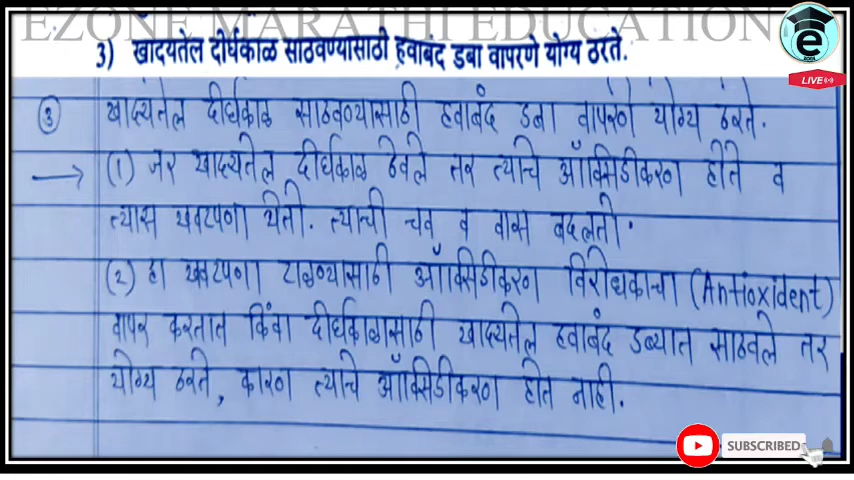 EZONE MARATHI EDUCATION
e
EZONE
LIVE
3) खाद्यतेल दीर्घकाळ साठवण्यासाठी हवाबंद डबा वापरणे योग्य ठरते.
③ खाद्यतेल दीर्घकाळ साठवण्यासाठी हवाबंद डबा वापरणे योग्य ठरते.
→ (1) जर खाद्यतेल दीर्घकाळ ठेवले तर त्याचे ऑक्सिडीकरण होते व
त्यास खवटपणा येतो. त्याची चव व वास बदलतो.
(2) हा खवटपणा टाळण्यासाठी ऑक्सिडीकरण विरोधकाचा (Antioxident)
वापर करतात किंवा दीर्घकाळासाठी खाद्यतेल हवाबंद डब्यात साठवले तर
योग्य ठरते, कारण त्याचे ऑक्सिडीकरण होत नाही.
SUBSCRIBED